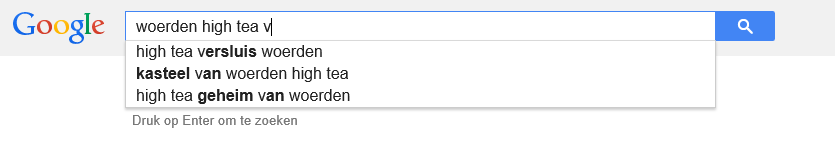 Google
woerden high tea v
high tea versluis woerden
kasteel van woerden high tea
high tea geheim van woerden
Druk op Enter om te zoeken